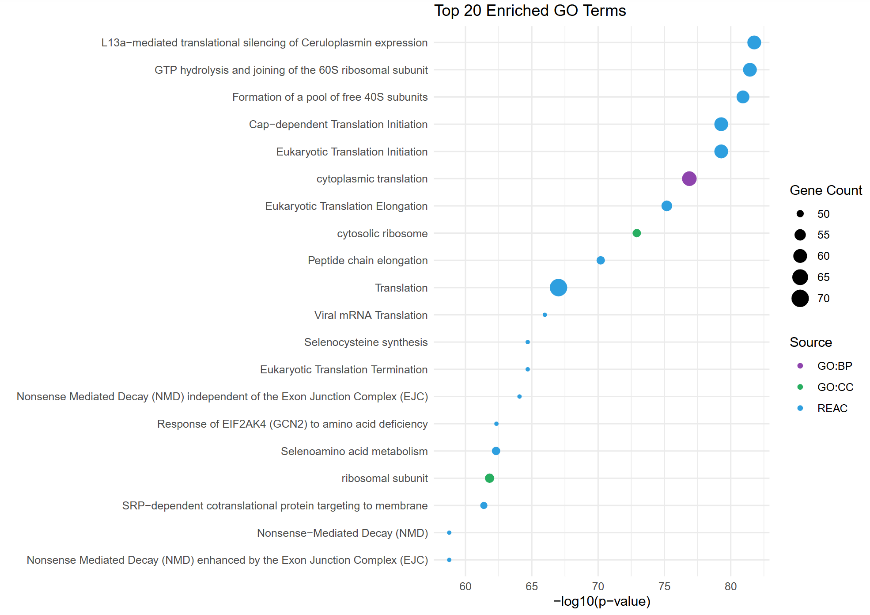 Top 20 Enriched GO Terms
L13a−mediated translational silencing of Ceruloplasmin expression
GTP hydrolysis and joining of the 60S ribosomal subunit
Formation of a pool of free 40S subunits
Cap−dependent Translation Initiation
Eukaryotic Translation Initiation
cytoplasmic translation
Eukaryotic Translation Elongation
cytosolic ribosome
Peptide chain elongation
Translation
Viral mRNA Translation
Selenocysteine synthesis
Eukaryotic Translation Termination
Nonsense Mediated Decay (NMD) independent of the Exon Junction Complex (EJC)
Response of EIF2AK4 (GCN2) to amino acid deficiency
Selenoamino acid metabolism
ribosomal subunit
SRP−dependent cotranslational protein targeting to membrane
Nonsense−Mediated Decay (NMD)
Nonsense Mediated Decay (NMD) enhanced by the Exon Junction Complex (EJC)
60 65 70 75 80
−log10(p−value)
Gene Count
50
55
60
65
70
Source
GO:BP
GO:CC
REAC